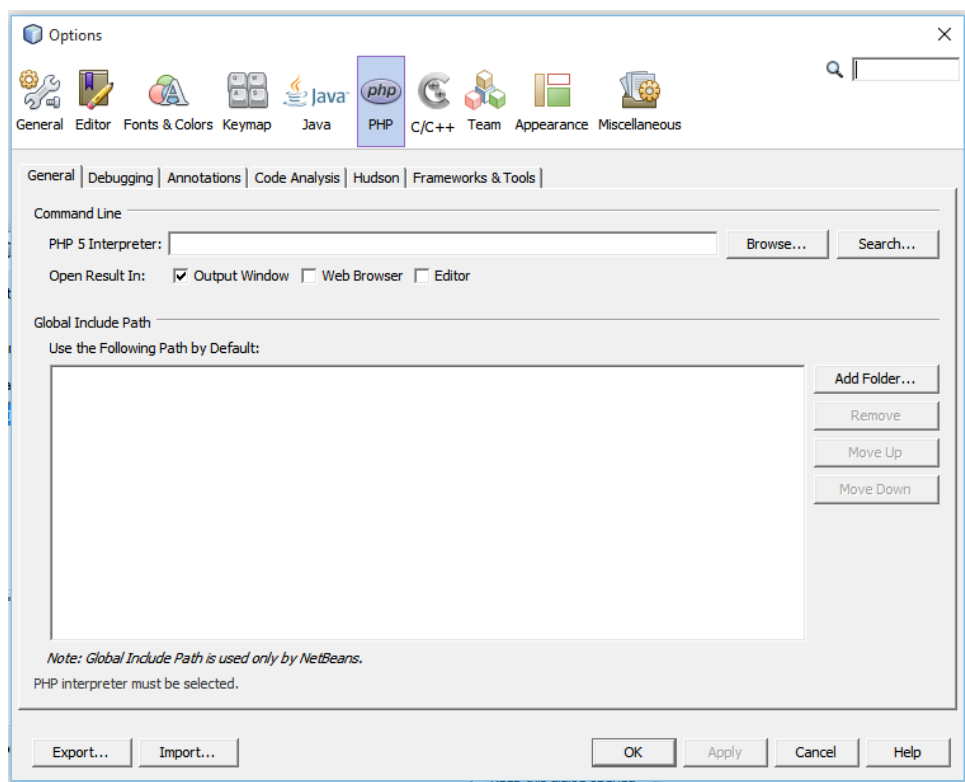 Options
php
General Editor Fonts & Colors Keymap Java PHP C/C++ Team Appearance Miscellaneous
General Debugging Annotations Code Analysis Hudson Frameworks & Tools
Command Line
PHP 5 Interpreter: Browse... Search...
Open Result In: Output Window Web Browser Editor
Global Include Path
Use the Following Path by Default:
Add Folder...
Remove
Move Up
Move Down
Note: Global Include Path is used only by NetBeans.
PHP interpreter must be selected.
Export... Import... OK Apply Cancel Help